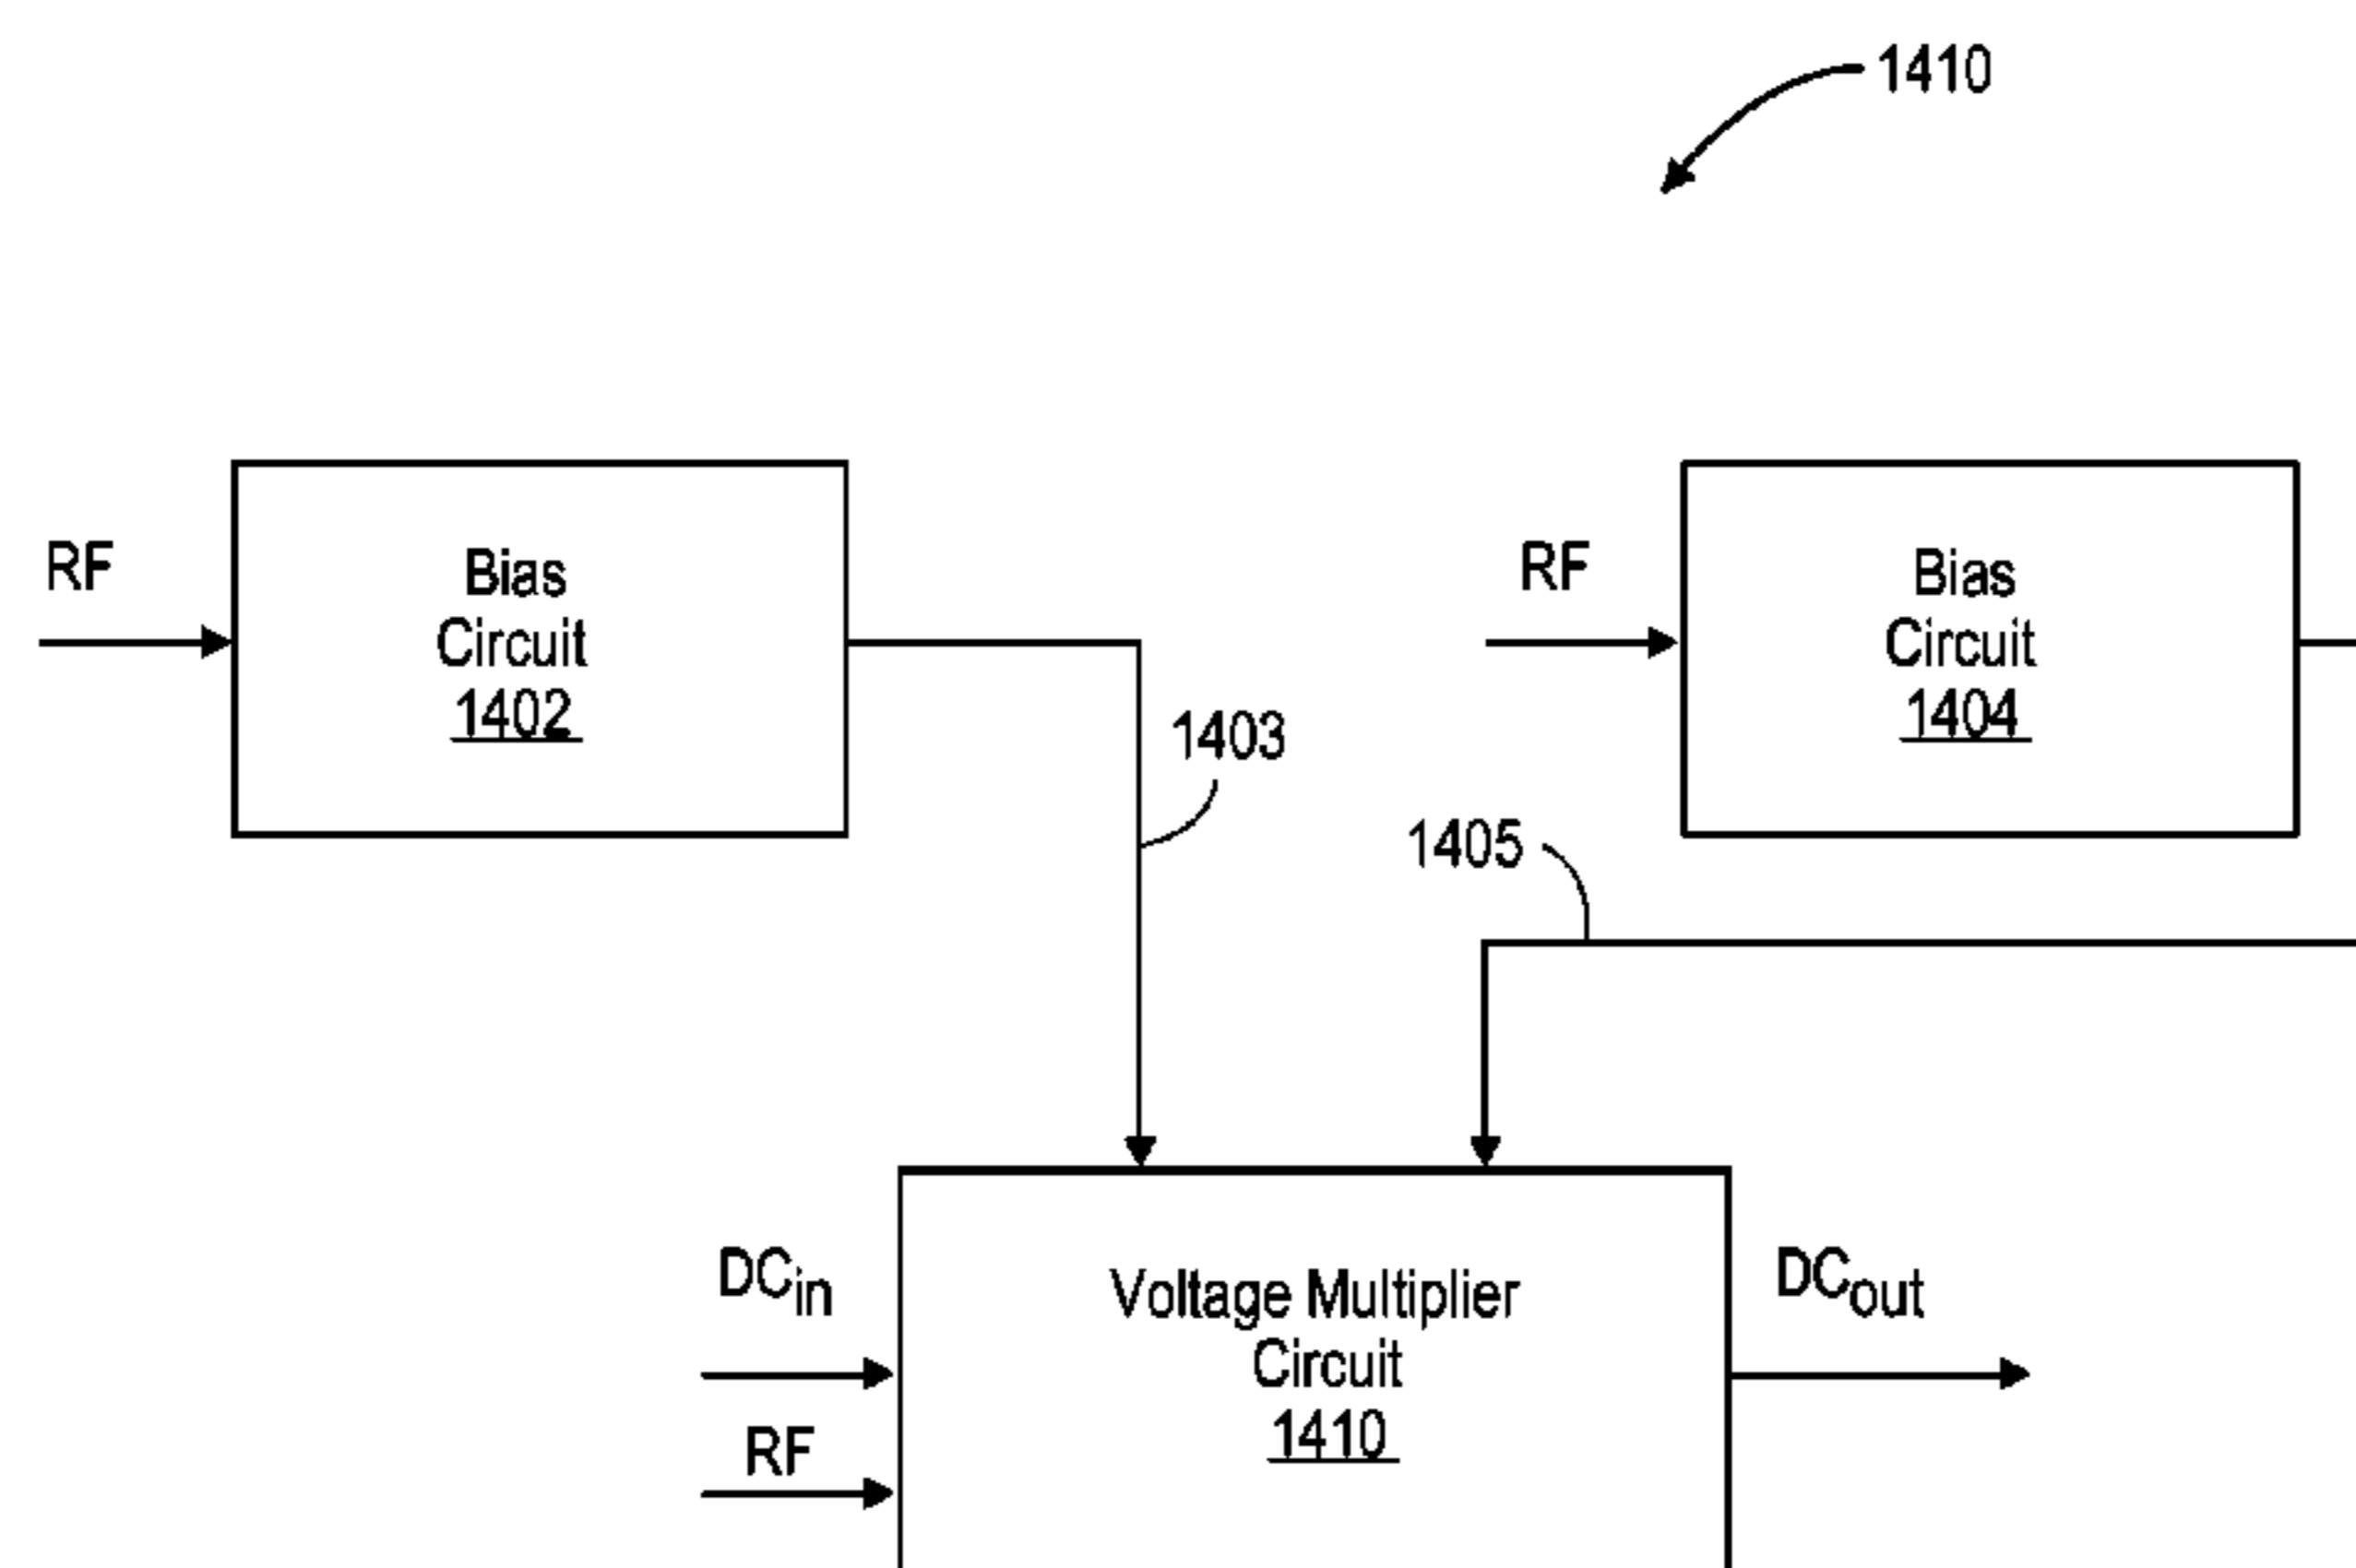 1410
RF
Bias
Circuit
1402
RF
Bias
Circuit
1404
1403
1405
DCin
RF
Voltage Multiplier
Circuit
1410
DCout